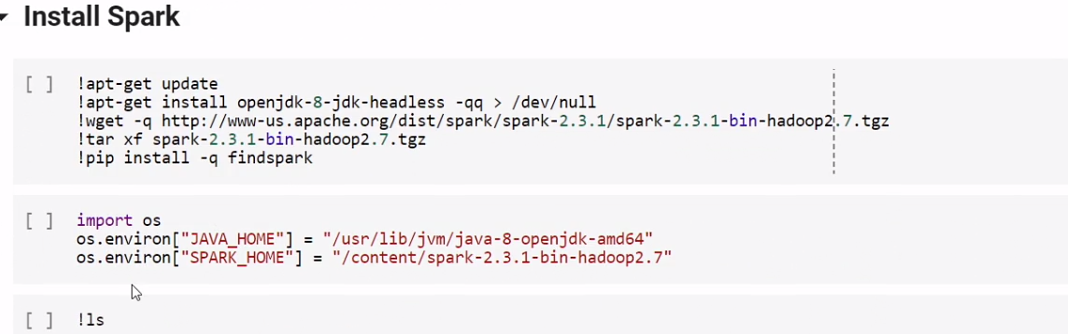 Install Spark
[ ] !apt-get update
!apt-get install openjdk-8-jdk-headless -qq > /dev/null
!wget -q http://www-us.apache.org/dist/spark/spark-2.3.1/spark-2.3.1-bin-hadoop2.7.tgz
!tar xf spark-2.3.1-bin-hadoop2.7.tgz
!pip install -q findspark
[ ] import os
os.environ["JAVA_HOME"] = "/usr/lib/jvm/java-8-openjdk-amd64"
os.environ["SPARK_HOME"] = "/content/spark-2.3.1-bin-hadoop2.7"
[ ] !ls